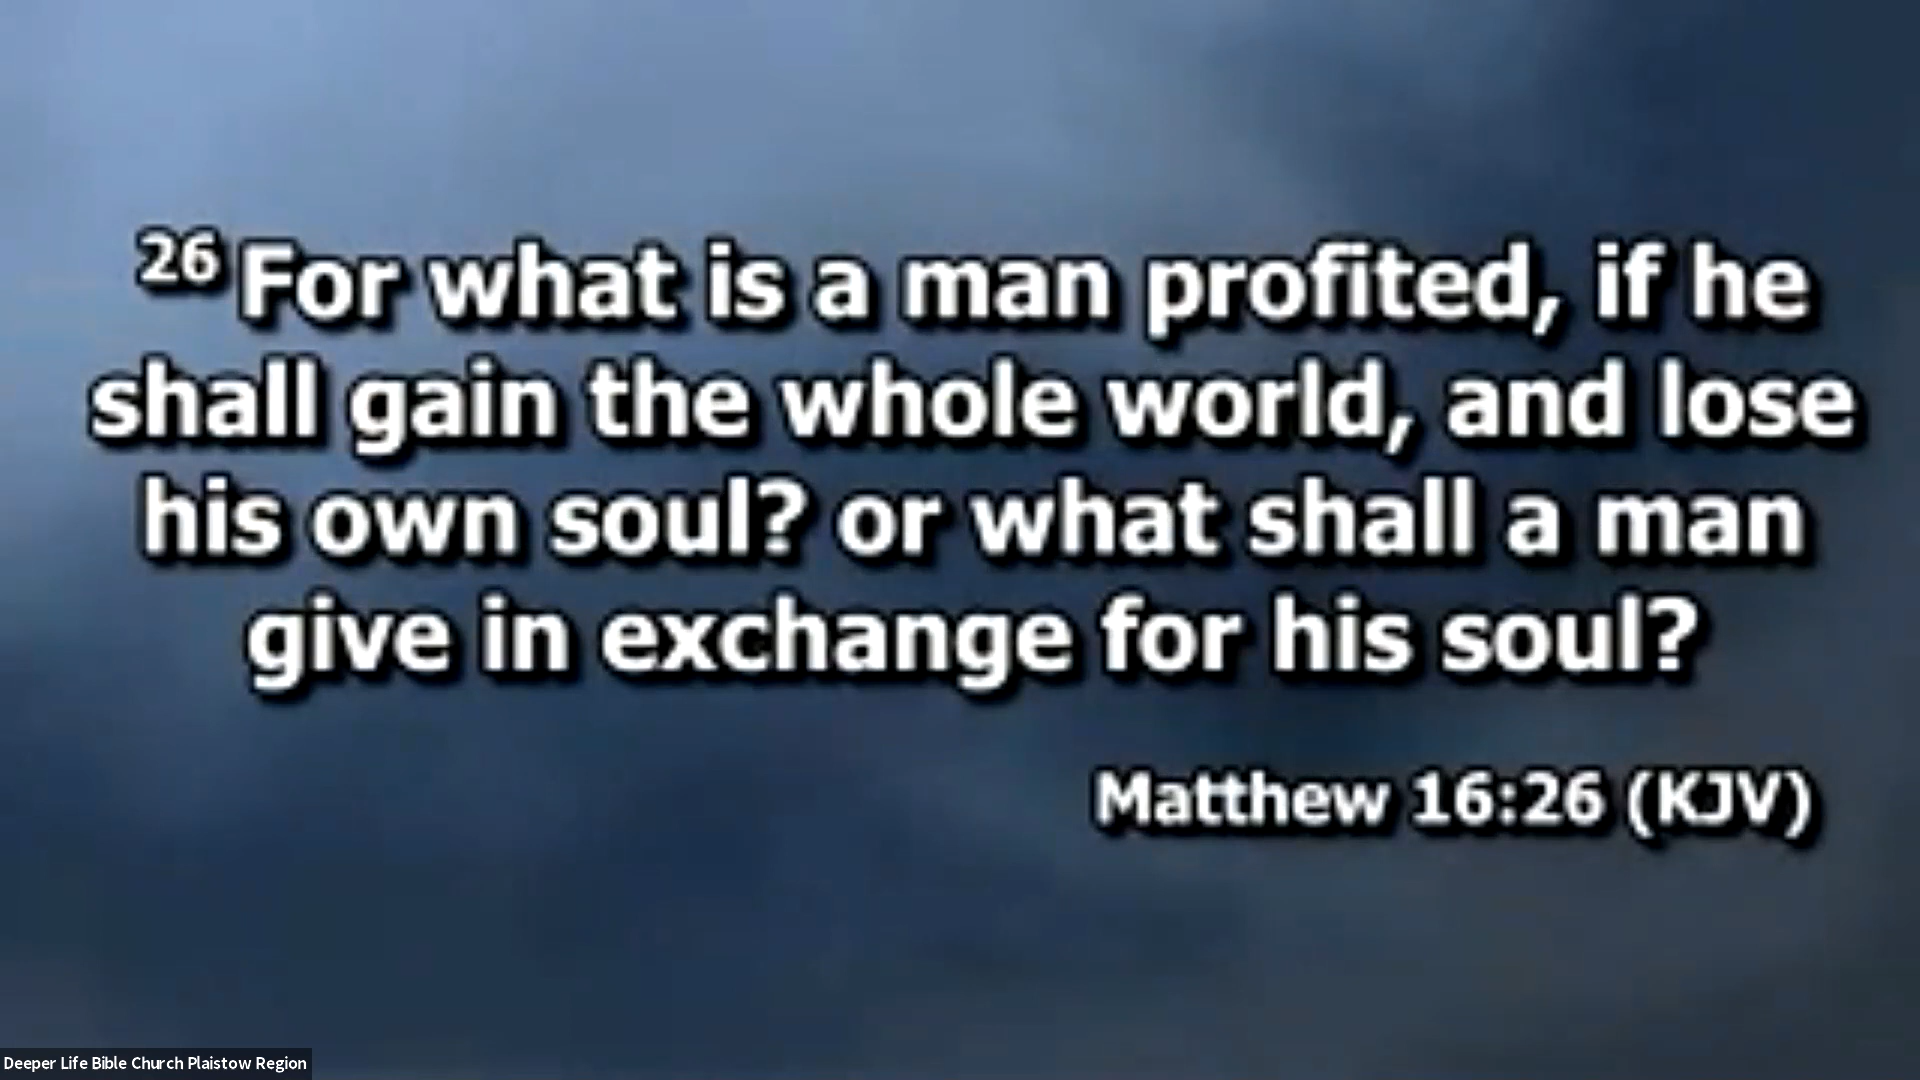 26 For what is a man profited, if he
shall gain the whole world, and lose
his own soul? or what shall a man
give in exchange for his soul?
Matthew 16:26 (KJV)
Deeper Life Bible Church Plaistow Region